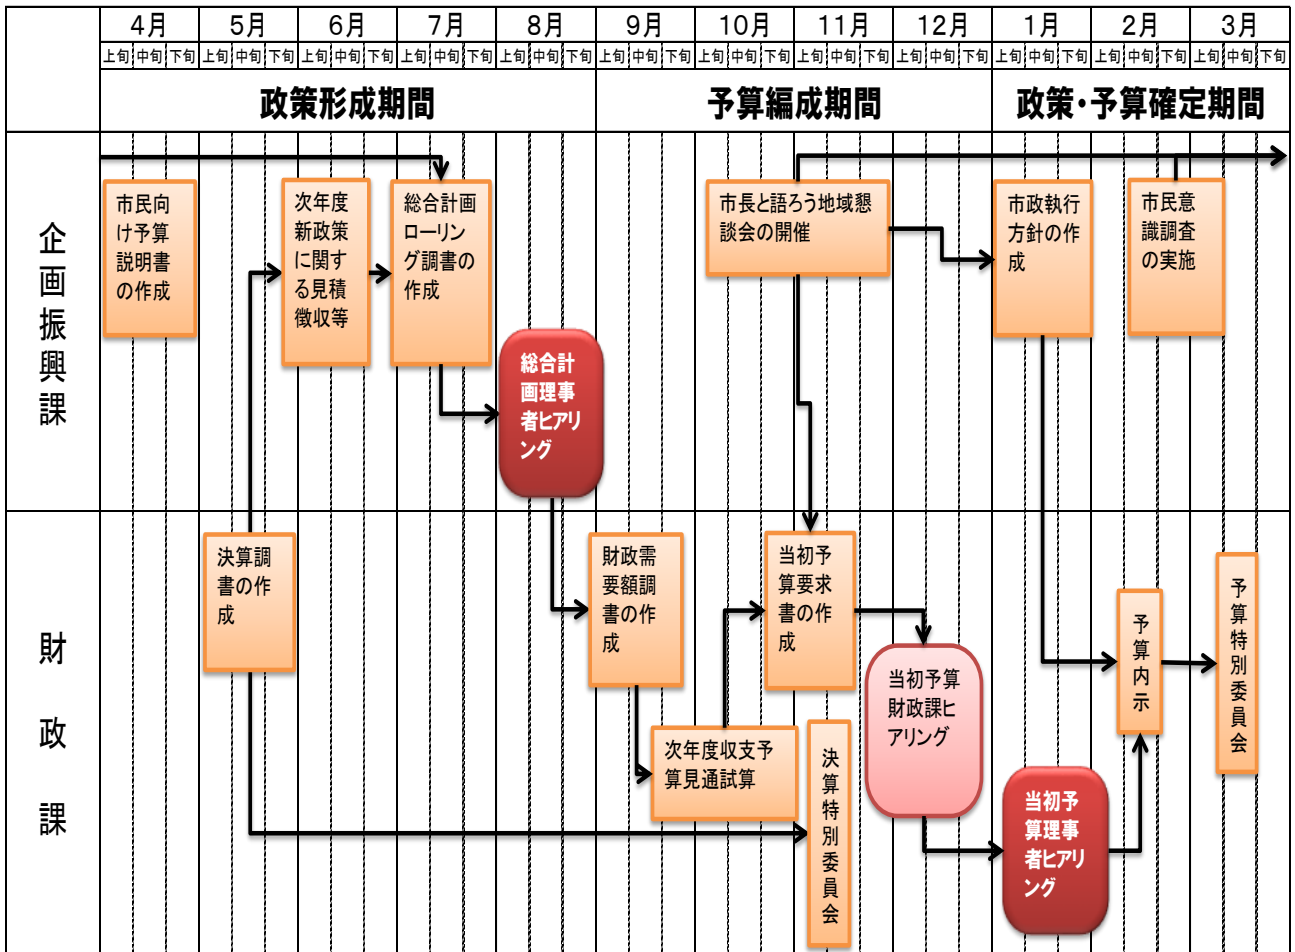 4月 5月 6月 7月 8月 9月 10月 11月 12月 1月 2月 3月
上旬 中旬 下旬 上旬 中旬 下旬 上旬 中旬 下旬 上旬 中旬 下旬 上旬 中旬 下旬 上旬 中旬 下旬 上旬 中旬 下旬 上旬 中旬 下旬 上旬 中旬 下旬 上旬 中旬 下旬 上旬 中旬 下旬 上旬 中旬 下旬
政策形成期間 予算編成期間 政策・予算確定期間
企画振興課
市民向
け予算
説明書
の作成
次年度
新政策
に関す
る見積
徴収等
総合計画
ローリン
グ調書の
作成
総合計
画理事
者ヒアリ
ング
市長と語ろう地域懇
談会の開催
市政執行
方針の作
成
市民意
識調査
の実施
財政課
決算調
書の作
成
財政需
要額調
書の作
成
次年度収支予
算見通試算
当初予
算要求
書の作
成
決算特別委員会
当初予算
財政課ヒ
アリング
当初予
算理事
者ヒアリ
ング
予算内示
予算特別委員会